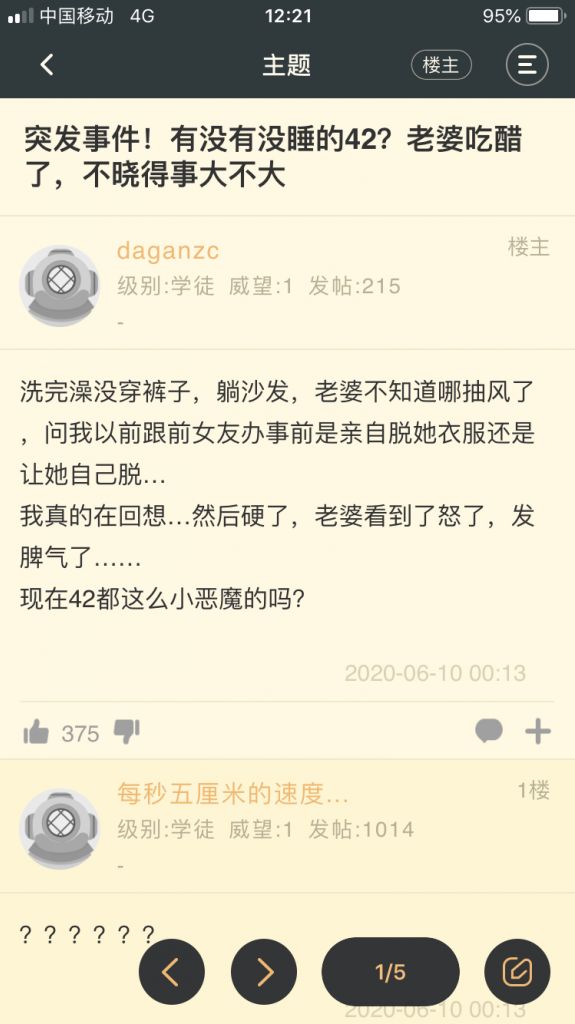 中国移动 4G 12:21 95%
主题 楼主
突发事件！有没有没睡的42？老婆吃醋
了，不晓得事大不大
daganzc 楼主
级别:学徒 威望:1 发帖:215
-
洗完澡没穿裤子，躺沙发，老婆不知道哪抽风了
，问我以前跟前女友办事前是亲自脱她衣服还是
让她自己脱…
我真的在回想…然后硬了，老婆看到了怒了，发
脾气了……
现在42都这么小恶魔的吗？
2020-06-10 00:13
375
每秒五厘米的速度... 1楼
级别:学徒 威望:1 发帖:1014
-
？？？？？？
1/5
2020-06-10 00:13